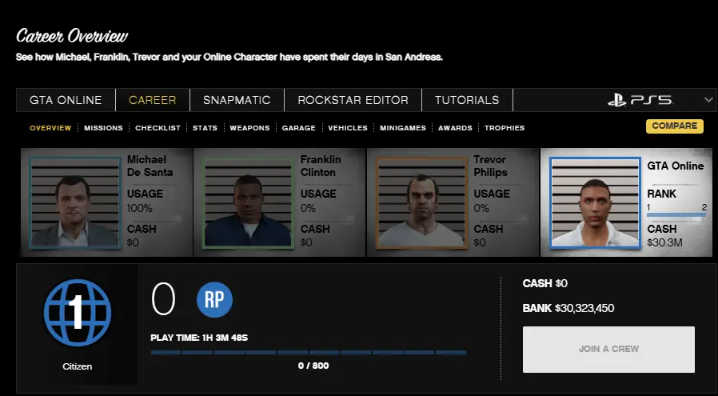 Career Overview
See how Michael, Franklin, Trevor and your Online Character have spent their days in San Andreas.
GTA ONLINE CAREER SNAPMATIC ROCKSTAR EDITOR TUTORIALS PS5
OVERVIEW MISSIONS CHECKLIST STATS WEAPONS GARAGE VEHICLES MINIGAMES AWARDS TROPHIES COMPARE
Michael
De Santa
USAGE
100%
CASH
$0
Franklin
Clinton
USAGE
0%
CASH
$0
Trevor
Philips
USAGE
0%
CASH
$0
GTA Online
RANK
1 2
CASH
$30.3M
1
Citizen
0 RP
PLAY TIME: 1H 3M 48S
0 / 800
CASH $0
BANK $30,323,450
JOIN A CREW